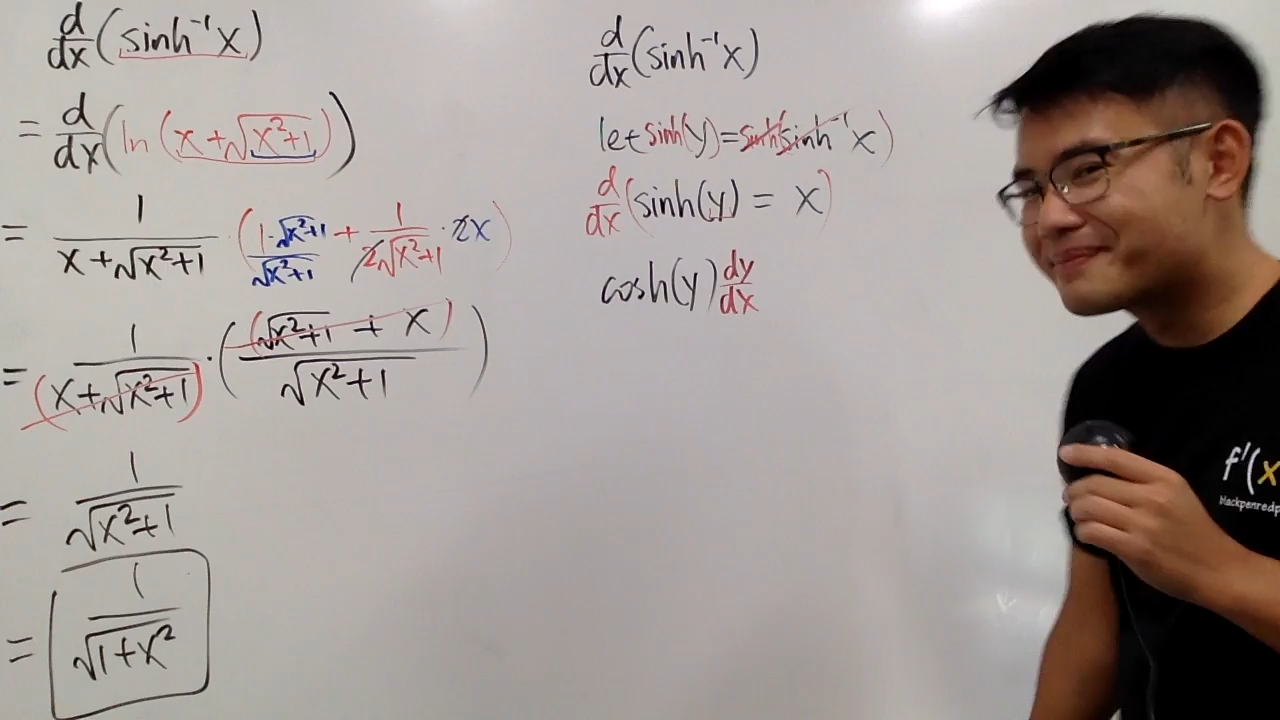 d/dx (sinh⁻¹x)
= d/dx (ln (x+√(x²+1)))
= 1/(x+√(x²+1)) · (1·√(x²+1)/√(x²+1) + 1/(2√(x²+1)) · 2x)
= 1/(x+√(x²+1)) · ((√(x²+1) + x)/√(x²+1))
= 1/√(x²+1)
= 1/√(1+x²)
d/dx (sinh⁻¹x)
let sinh(y)=sinh(sinh⁻¹x)
d/dx (sinh(y) = x)
cosh(y) dy/dx
f'(x
blackpenredp